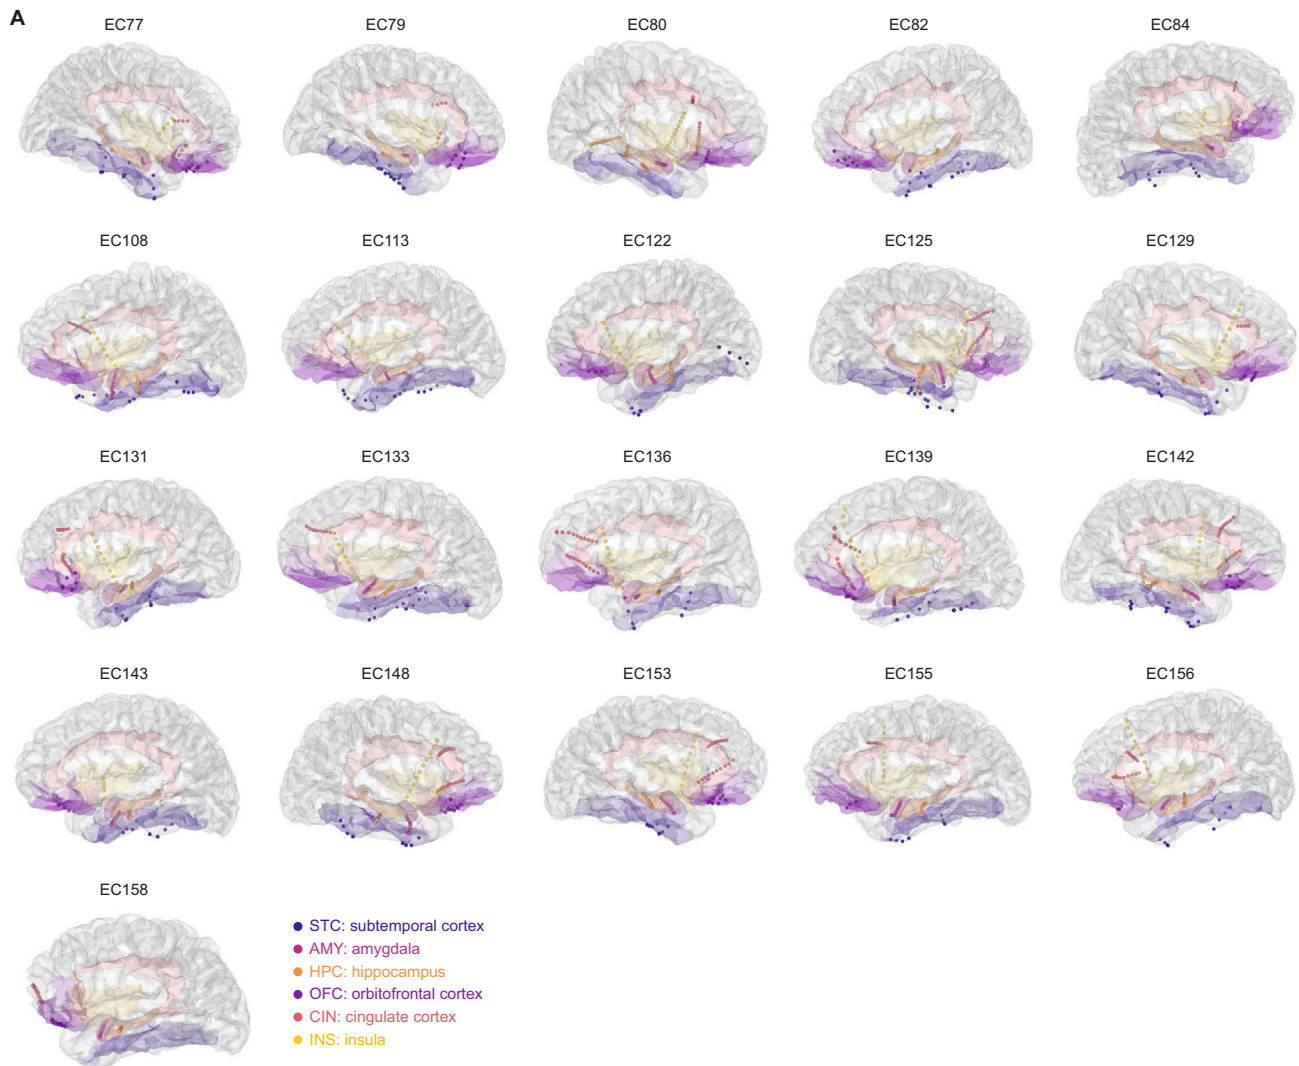 A
EC77 EC79 EC80 EC82 EC84
EC108 EC113 EC122 EC125 EC129
EC131 EC133 EC136 EC139 EC142
EC143 EC148 EC153 EC155 EC156
EC158
STC: subtemporal cortex
AMY: amygdala
HPC: hippocampus
OFC: orbitofrontal cortex
CIN: cingulate cortex
INS: insula